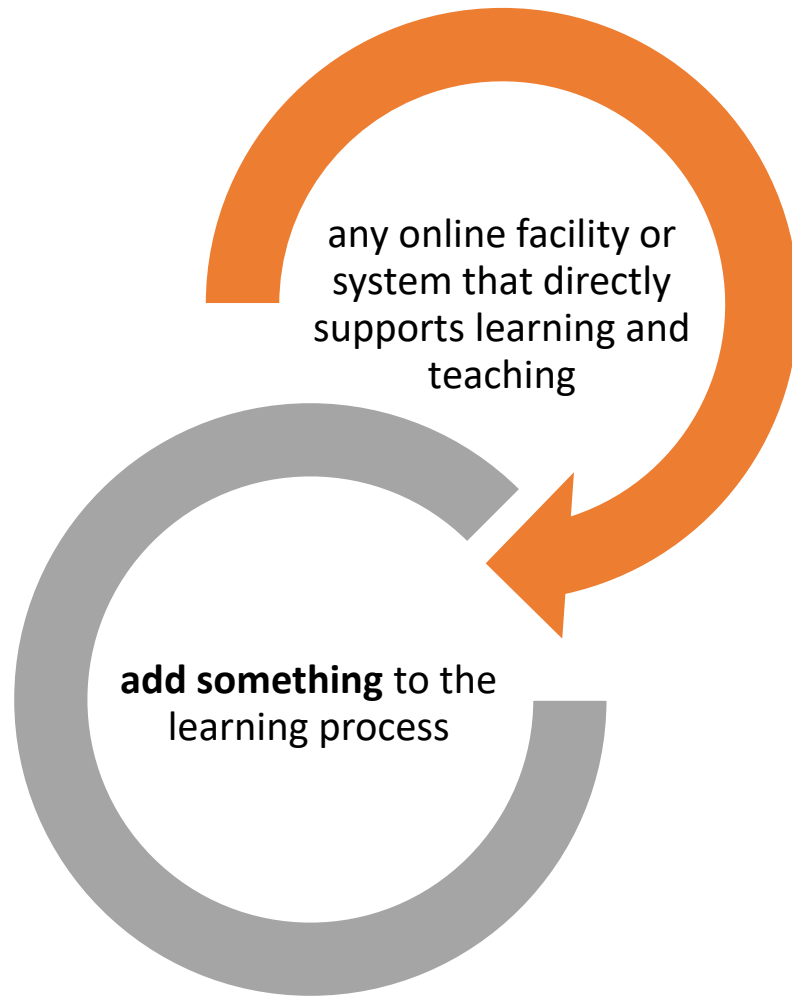 any online facility or
system that directly
supports learning and
teaching
add something to the
learning process